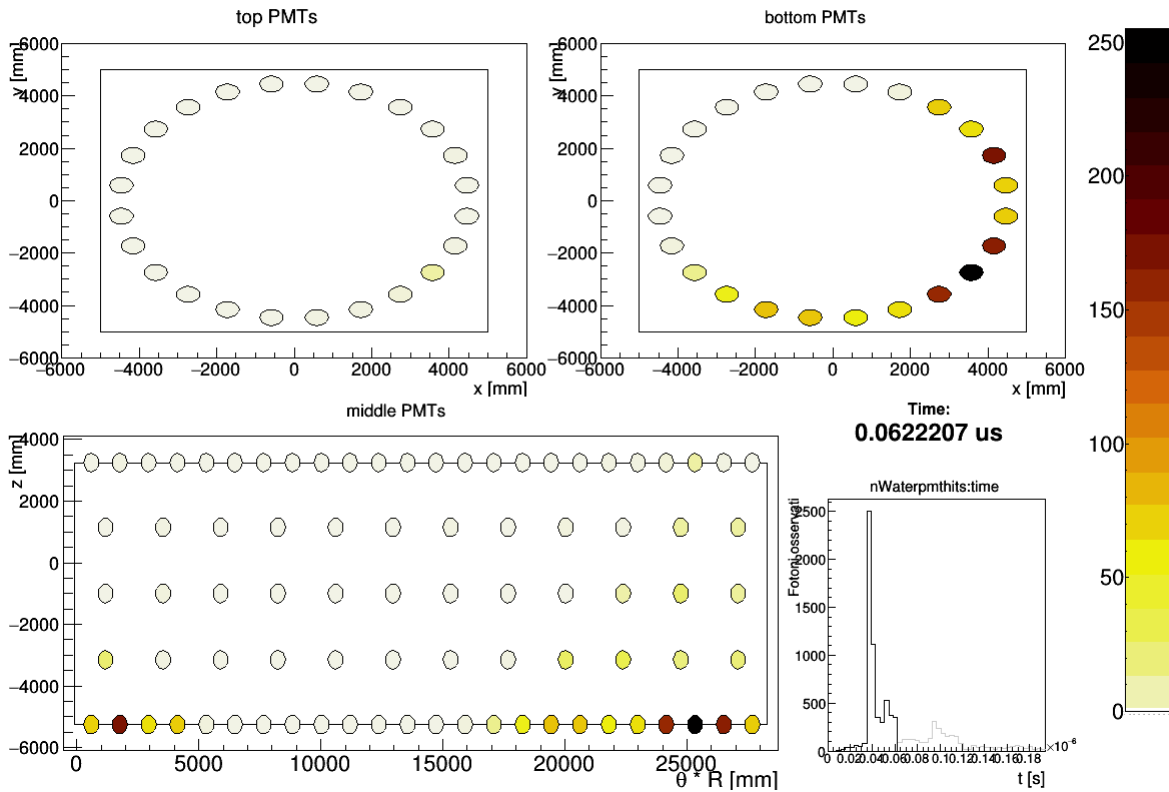 top PMTs
bottom PMTs
y [mm]
6000
4000
2000
0
−2000
−4000
−6000
−6000 −4000 −2000 0 2000 4000 6000
x [mm]
y [mm]
6000
4000
2000
0
−2000
−4000
−6000
−6000 −4000 −2000 0 2000 4000 6000
x [mm]
250
200
150
100
50
0
middle PMTs
z [mm]
4000
2000
0
−2000
−4000
−6000
0 5000 10000 15000 20000 25000
θ * R [mm]
Time:
0.0622207 us
nWaterpmthits:time
Fotoni osservati
2500
2000
1500
1000
500
0
0 0.02 0.04 0.06 0.08 0.1 0.12 0.14 0.16 0.18
×10⁻⁶
t [s]